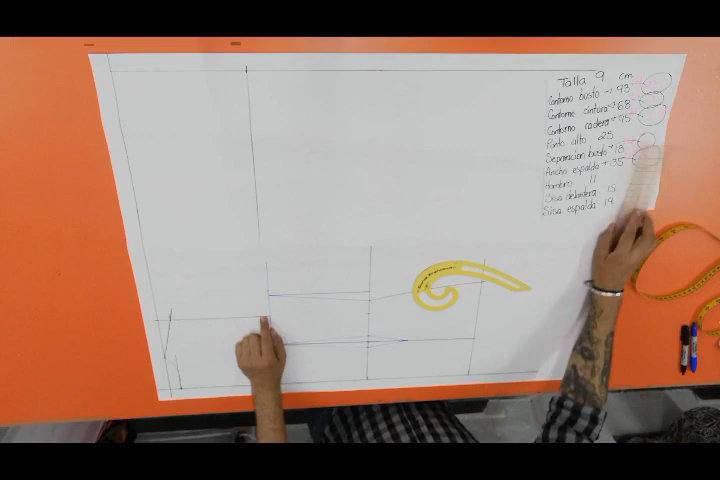 Talla 9 cm
Contorno busto → 93
Contorno cintura → 68
Contorno cadera → 95
Punto alto 25
Separacion busto → 18
Ancho espalda → 35
Hombro 11
Sisa delantera 15
Sisa espalda 19